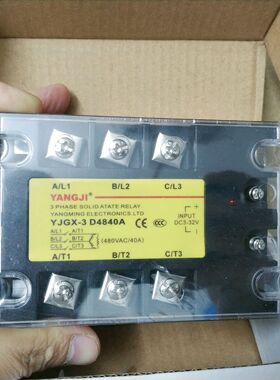 A/L1 B/L2 C/L3
YANGJI®
3 PHASE SOLID ATATE RELAY
YANGMING ELECTRONICS.LTD
YJGX-3 D4840A
A/L1 A/T1
B/L2 B/T2
C/L3 C/T3
(480VAC/40A)
CCC CE
INPUT
DC3-32V
+
-
A/T1 B/T2 C/T3